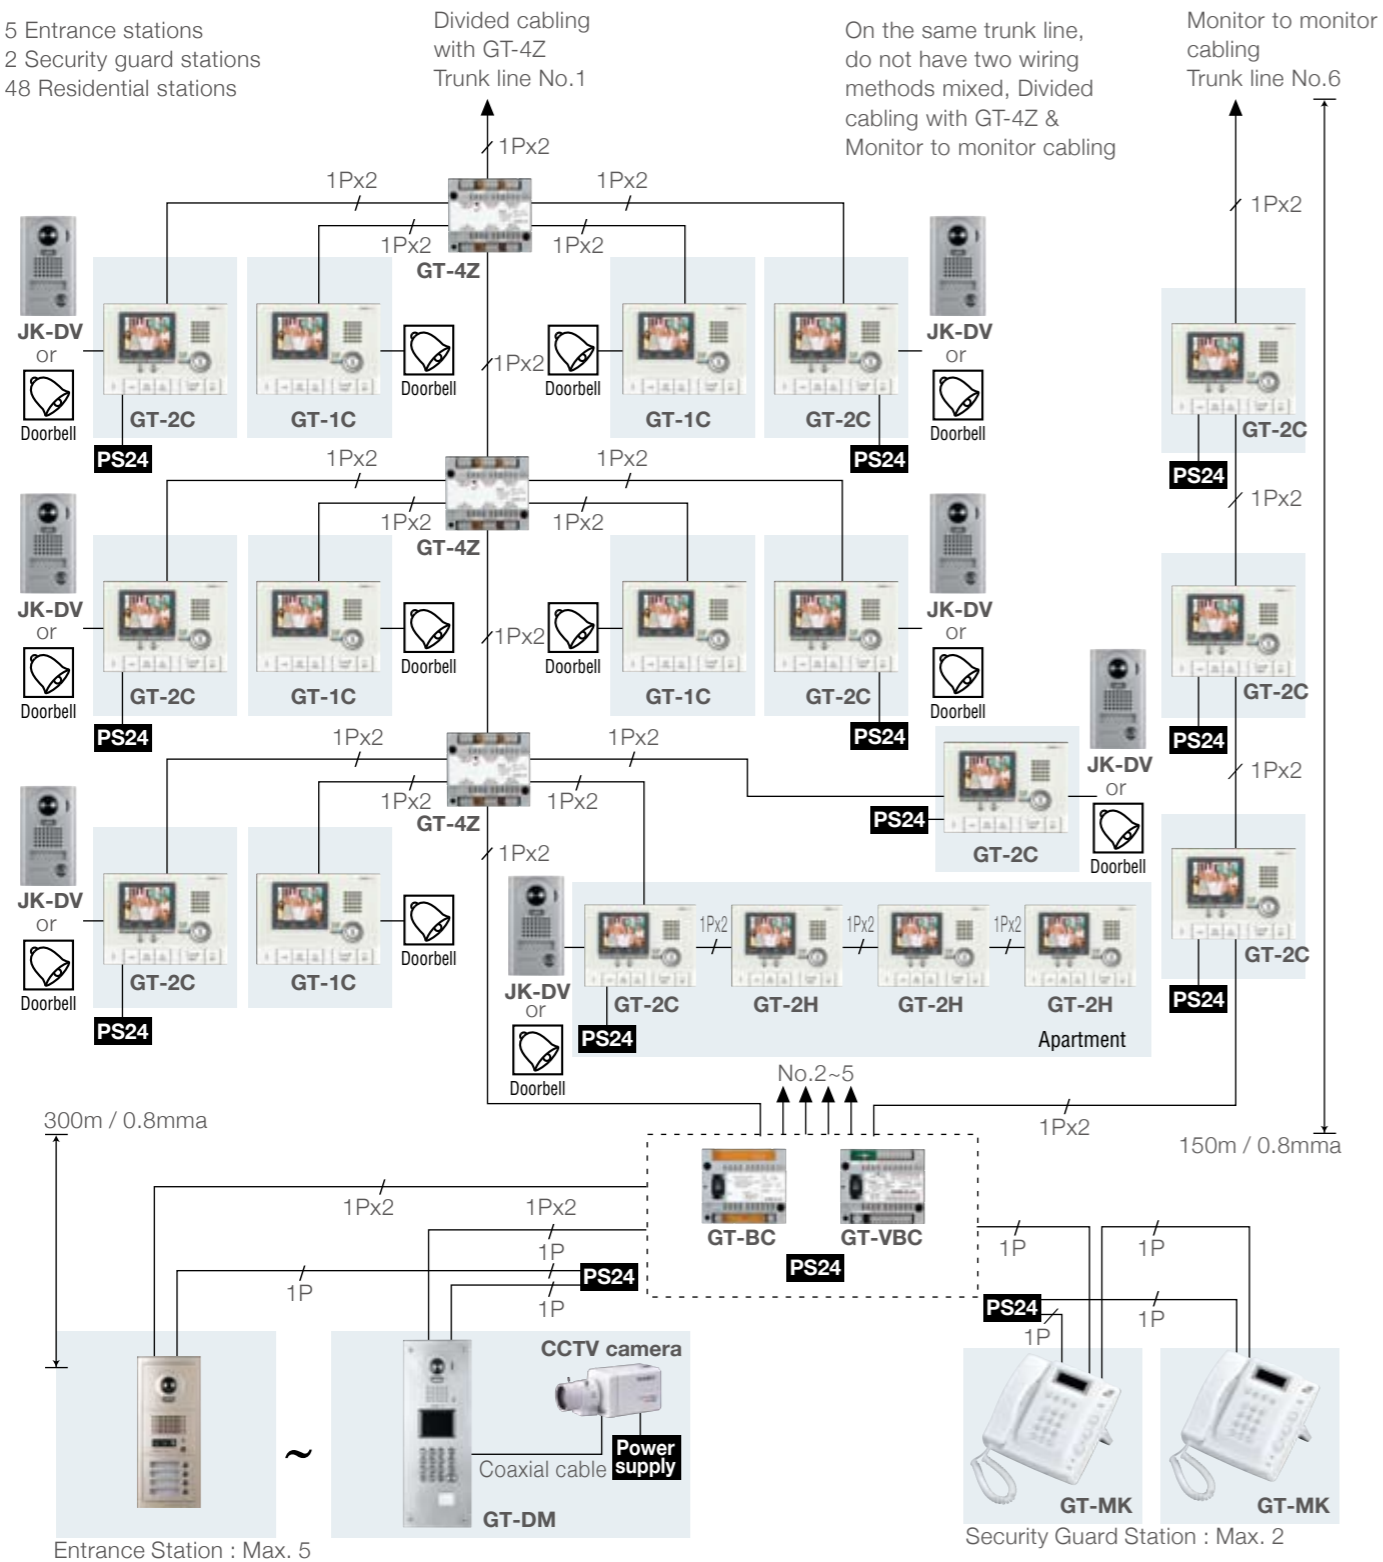 5 Entrance stations
2 Security guard stations
48 Residential stations
Divided cabling
with GT-4Z
Trunk line No.1
On the same trunk line,
do not have two wiring
methods mixed, Divided
cabling with GT-4Z &
Monitor to monitor cabling
Monitor to monitor
cabling
Trunk line No.6
1Px2
1Px2
1Px2
1Px2
1Px2
1Px2
GT-4Z
JK-DV
or
Doorbell
GT-2C
PS24
GT-1C
Doorbell
1Px2
Doorbell
GT-1C
GT-2C
PS24
JK-DV
or
Doorbell
GT-2C
PS24
1Px2
1Px2
1Px2
1Px2
1Px2
GT-4Z
JK-DV
or
Doorbell
GT-2C
PS24
GT-1C
Doorbell
1Px2
Doorbell
GT-1C
GT-2C
PS24
JK-DV
or
Doorbell
GT-2C
PS24
1Px2
1Px2
1Px2
1Px2
1Px2
GT-4Z
PS24
GT-2C
JK-DV
or
Doorbell
JK-DV
or
Doorbell
GT-2C
PS24
GT-1C
Doorbell
1Px2
GT-2C
PS24
JK-DV
or
Doorbell
GT-2C
PS24
1Px2
GT-2H
1Px2
GT-2H
1Px2
GT-2H
Apartment
No.2~5
1Px2
300m / 0.8mma
150m / 0.8mma
1Px2
1Px2
1P
1P
1P
PS24
GT-BC
GT-VBC
PS24
1P
1P
PS24
1P
1P
CCTV camera
Power
supply
Coaxial cable
GT-DM
GT-MK
GT-MK
Entrance Station : Max. 5
Security Guard Station : Max. 2